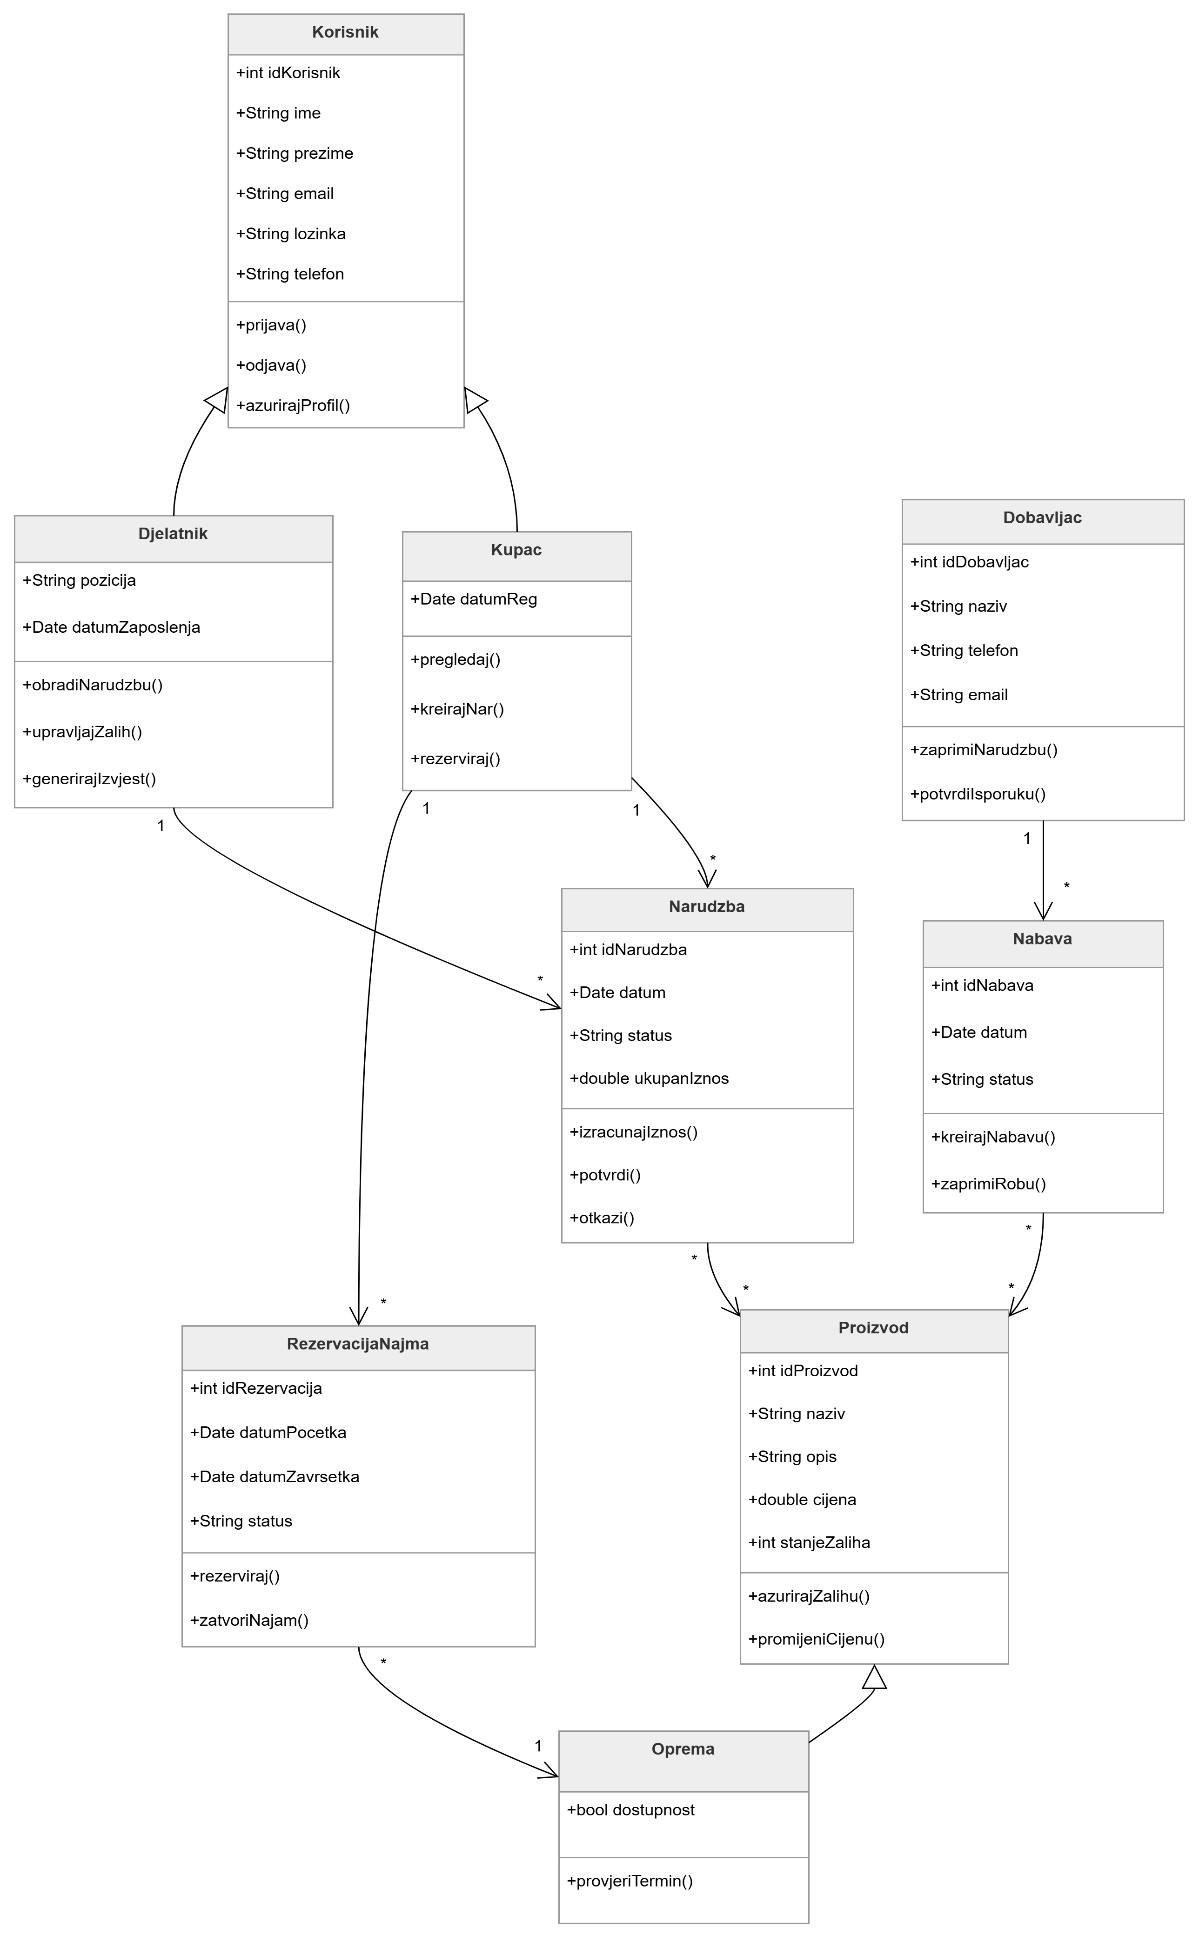 Korisnik
+int idKorisnik
+String ime
+String prezime
+String email
+String lozinka
+String telefon
+prijava()
+odjava()
+azurirajProfil()
Djelatnik
+String pozicija
+Date datumZaposlenja
+obradiNarudzbu()
+upravljajZalih()
+generirajIzvjest()
1
*
Kupac
+Date datumReg
+pregledaj()
+kreirajNar()
+rezerviraj()
1
1
*
*
Dobavljac
+int idDobavljac
+String naziv
+String telefon
+String email
+zaprimiNarudzbu()
+potvrdiIsporuku()
1
*
Narudzba
+int idNarudzba
+Date datum
+String status
+double ukupanIznos
+izracunajIznos()
+potvrdi()
+otkazi()
*
*
Nabava
+int idNabava
+Date datum
+String status
+kreirajNabavu()
+zaprimiRobu()
*
*
RezervacijaNajma
+int idRezervacija
+Date datumPocetka
+Date datumZavrsetka
+String status
+rezerviraj()
+zatvoriNajam()
*
1
Proizvod
+int idProizvod
+String naziv
+String opis
+double cijena
+int stanjeZaliha
+azurirajZalihu()
+promijeniCijenu()
Oprema
+bool dostupnost
+provjeriTermin()